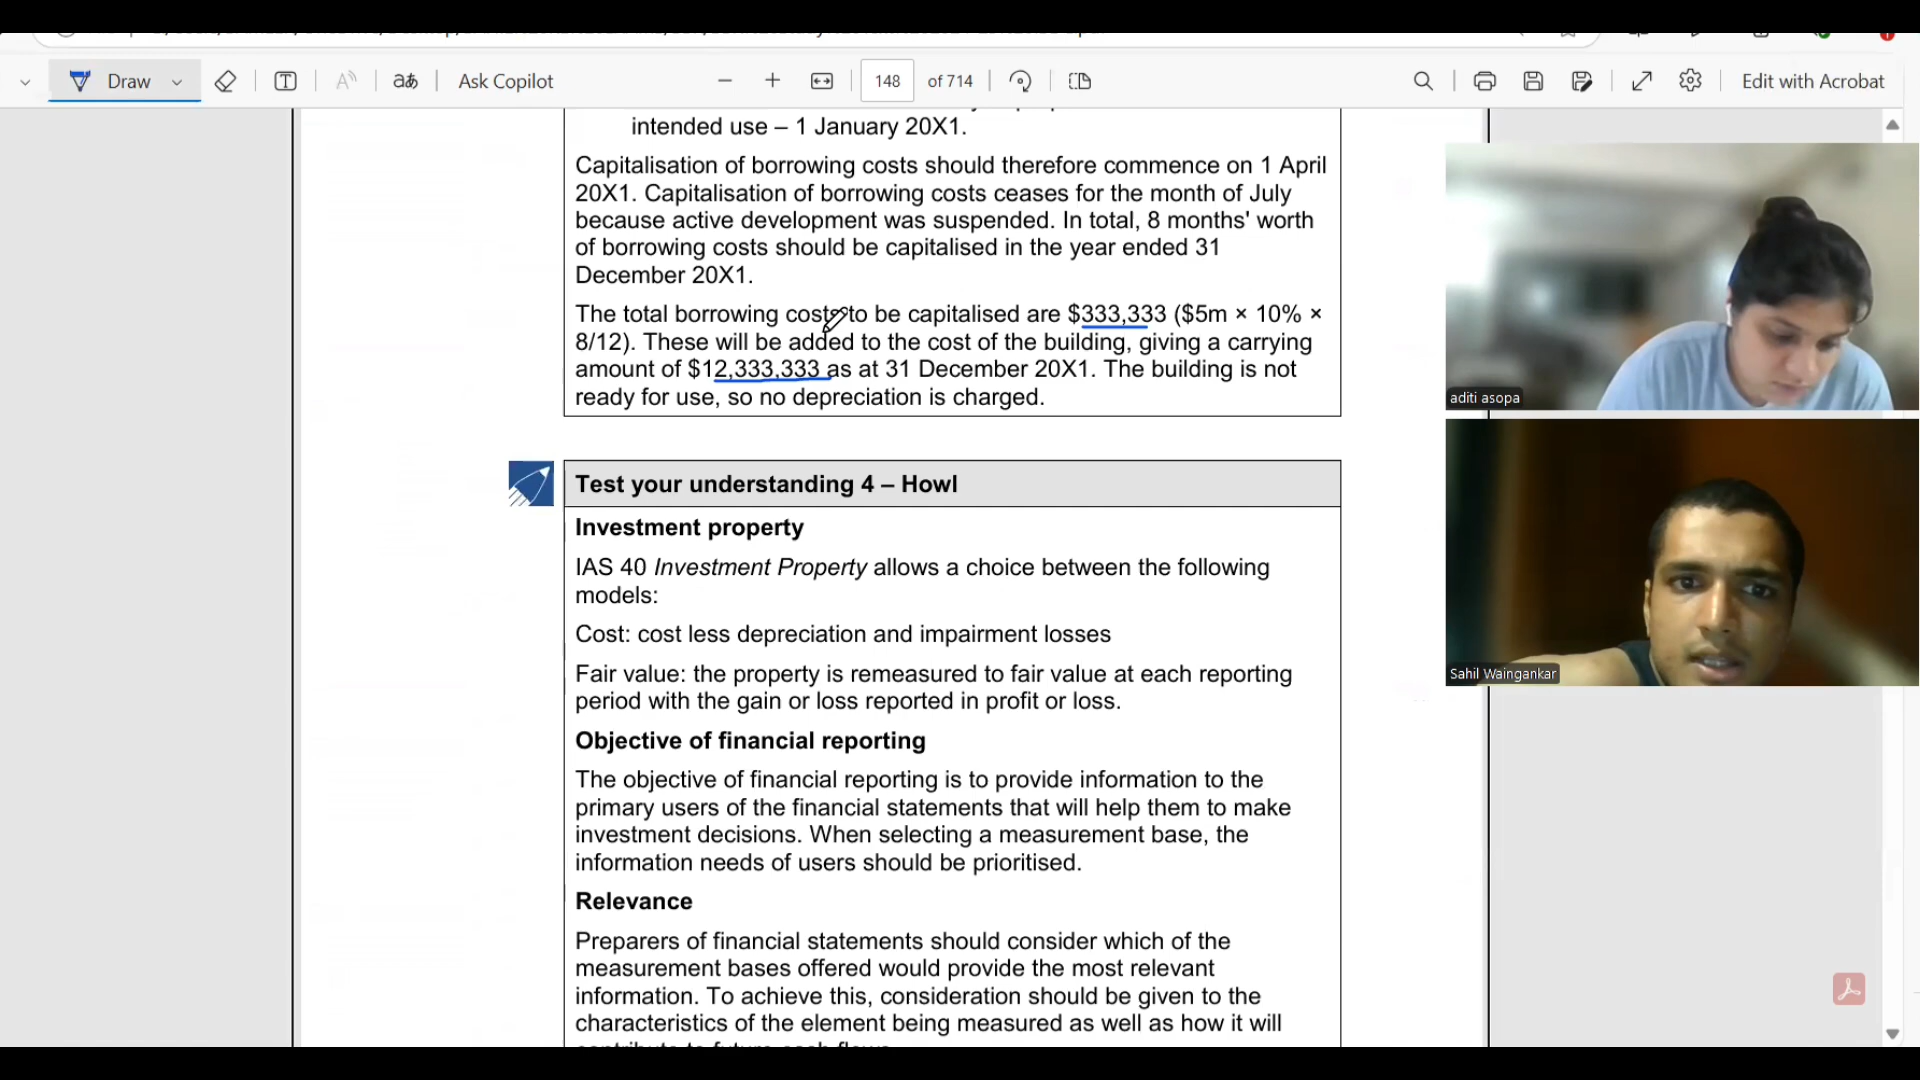 Draw
Ask Copilot
148 of 714
Edit with Acrobat
intended use – 1 January 20X1.
Capitalisation of borrowing costs should therefore commence on 1 April
20X1. Capitalisation of borrowing costs ceases for the month of July
because active development was suspended. In total, 8 months' worth
of borrowing costs should be capitalised in the year ended 31
December 20X1.
The total borrowing costs to be capitalised are $333,333 ($5m × 10% ×
8/12). These will be added to the cost of the building, giving a carrying
amount of $12,333,333 as at 31 December 20X1. The building is not
ready for use, so no depreciation is charged.
Test your understanding 4 – Howl
Investment property
IAS 40 Investment Property allows a choice between the following
models:
Cost: cost less depreciation and impairment losses
Fair value: the property is remeasured to fair value at each reporting
period with the gain or loss reported in profit or loss.
Objective of financial reporting
The objective of financial reporting is to provide information to the
primary users of the financial statements that will help them to make
investment decisions. When selecting a measurement base, the
information needs of users should be prioritised.
Relevance
Preparers of financial statements should consider which of the
measurement bases offered would provide the most relevant
information. To achieve this, consideration should be given to the
characteristics of the element being measured as well as how it will
contribute to future cash flows
aditi asopa
Sahil Waingankar